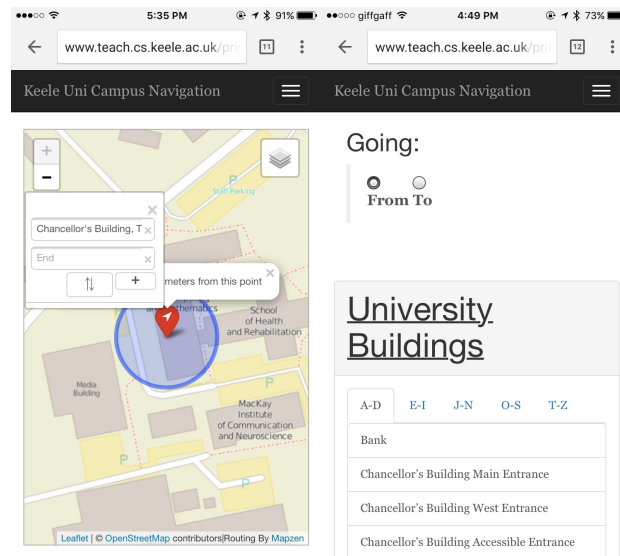 5:35 PM
91%
www.teach.cs.keele.ac.uk/prin
11
Keele Uni Campus Navigation
+
P
Staff Parking
−
×
Chancellor's Building, T ×
End ×
+
meters from this point ×
and Mathematics
School
of Health
and Rehabilitation
Media
Building
P
MacKay
Institute
of Communication
and Neuroscience
P
P
Leaflet | © OpenStreetMap contributors|Routing By Mapzen
giffgaff
4:49 PM
73%
www.teach.cs.keele.ac.uk/prin
12
Keele Uni Campus Navigation
Going:
From To
University
Buildings
A-D E-I J-N O-S T-Z
Bank
Chancellor's Building Main Entrance
Chancellor's Building West Entrance
Chancellor's Building Accessible Entrance